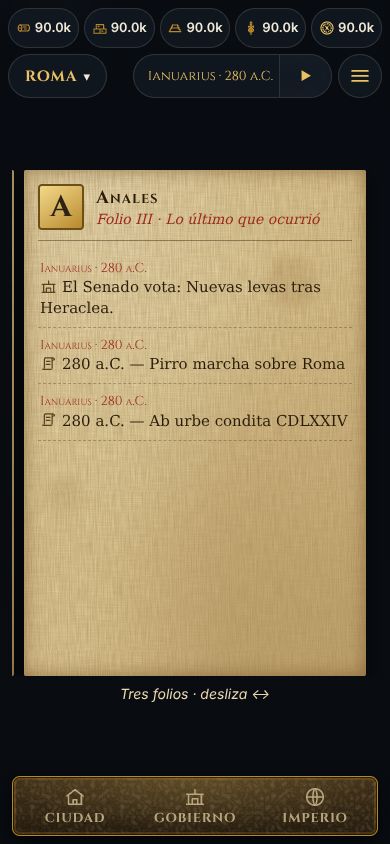 90.0k 90.0k 90.0k 90.0k 90.0k
ROMA ▾ Ianuarius · 280 a.C.
A Anales
Folio III · Lo último que ocurrió
Ianuarius · 280 a.C.
El Senado vota: Nuevas levas tras
Heraclea.
Ianuarius · 280 a.C.
280 a.C. — Pirro marcha sobre Roma
Ianuarius · 280 a.C.
280 a.C. — Ab urbe condita CDLXXIV
Tres folios · desliza ↔
CIUDAD GOBIERNO IMPERIO